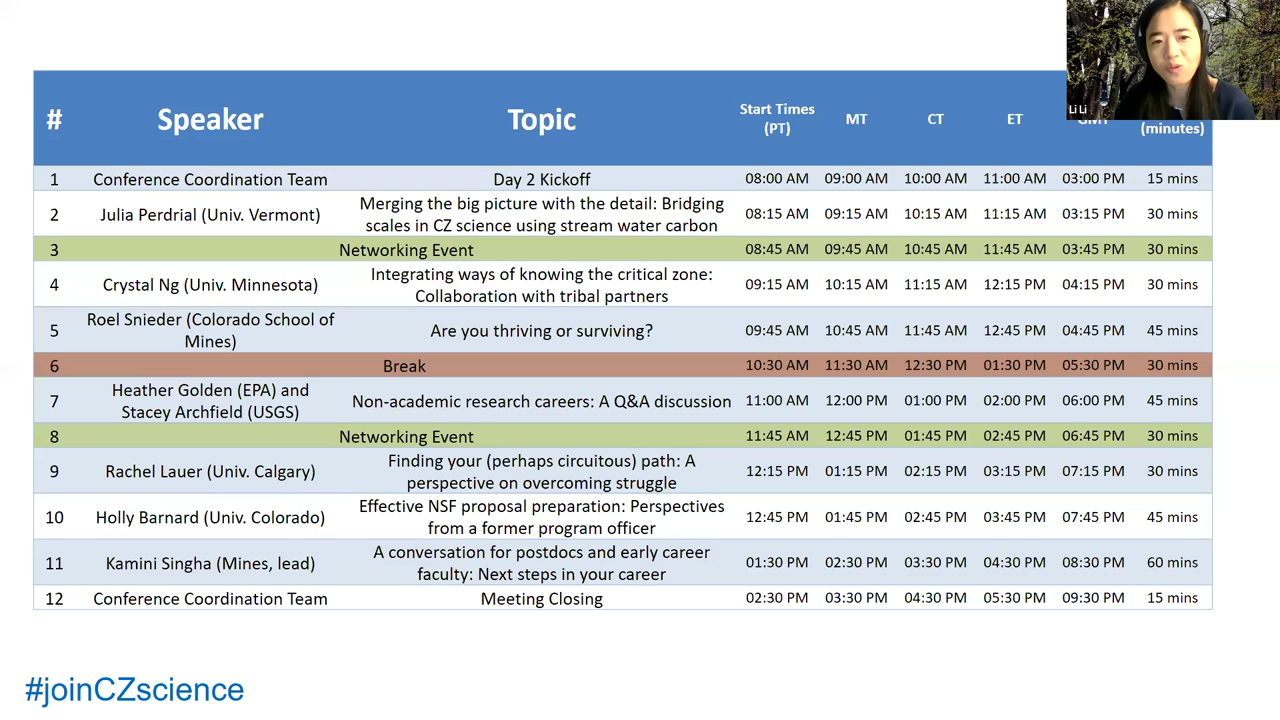 Li Li
# Speaker Topic Start Times (PT) MT CT ET GMT (minutes)
1 Conference Coordination Team Day 2 Kickoff 08:00 AM 09:00 AM 10:00 AM 11:00 AM 03:00 PM 15 mins
2 Julia Perdrial (Univ. Vermont) Merging the big picture with the detail: Bridging
scales in CZ science using stream water carbon 08:15 AM 09:15 AM 10:15 AM 11:15 AM 03:15 PM 30 mins
3 Networking Event 08:45 AM 09:45 AM 10:45 AM 11:45 AM 03:45 PM 30 mins
4 Crystal Ng (Univ. Minnesota) Integrating ways of knowing the critical zone:
Collaboration with tribal partners 09:15 AM 10:15 AM 11:15 AM 12:15 PM 04:15 PM 30 mins
5 Roel Snieder (Colorado School of
Mines) Are you thriving or surviving? 09:45 AM 10:45 AM 11:45 AM 12:45 PM 04:45 PM 45 mins
6 Break 10:30 AM 11:30 AM 12:30 PM 01:30 PM 05:30 PM 30 mins
7 Heather Golden (EPA) and
Stacey Archfield (USGS) Non-academic research careers: A Q&A discussion 11:00 AM 12:00 PM 01:00 PM 02:00 PM 06:00 PM 45 mins
8 Networking Event 11:45 AM 12:45 PM 01:45 PM 02:45 PM 06:45 PM 30 mins
9 Rachel Lauer (Univ. Calgary) Finding your (perhaps circuitous) path: A
perspective on overcoming struggle 12:15 PM 01:15 PM 02:15 PM 03:15 PM 07:15 PM 30 mins
10 Holly Barnard (Univ. Colorado) Effective NSF proposal preparation: Perspectives
from a former program officer 12:45 PM 01:45 PM 02:45 PM 03:45 PM 07:45 PM 45 mins
11 Kamini Singha (Mines, lead) A conversation for postdocs and early career
faculty: Next steps in your career 01:30 PM 02:30 PM 03:30 PM 04:30 PM 08:30 PM 60 mins
12 Conference Coordination Team Meeting Closing 02:30 PM 03:30 PM 04:30 PM 05:30 PM 09:30 PM 15 mins
#joinCZscience